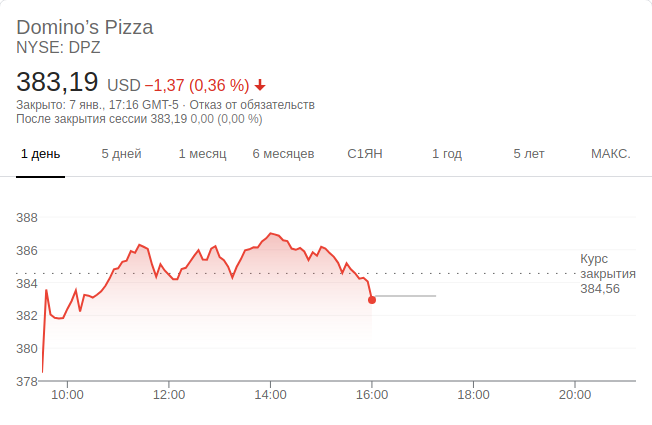 Domino’s Pizza
NYSE: DPZ
383,19 USD −1,37 (0,36 %)
Закрыто: 7 янв., 17:16 GMT-5 · Отказ от обязательств
После закрытия сессии 383,19 0,00 (0,00 %)
1 день 5 дней 1 месяц 6 месяцев С1ЯН 1 год 5 лет МАКС.
388
386
384
382
380
378
Курс
закрытия
384,56
10:00 12:00 14:00 16:00 18:00 20:00